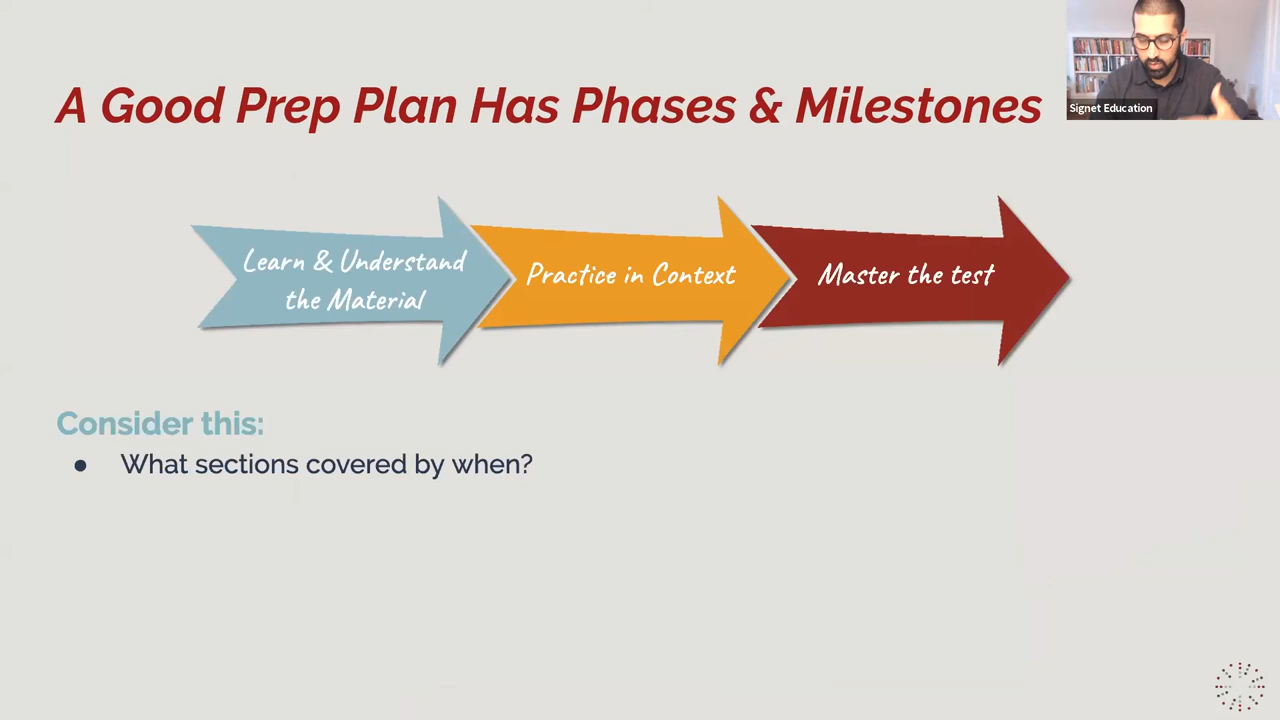 A Good Prep Plan Has Phases & Milestones
Signet Education
Learn & Understand
the Material
Practice in Context
Master the test
Consider this:
● What sections covered by when?